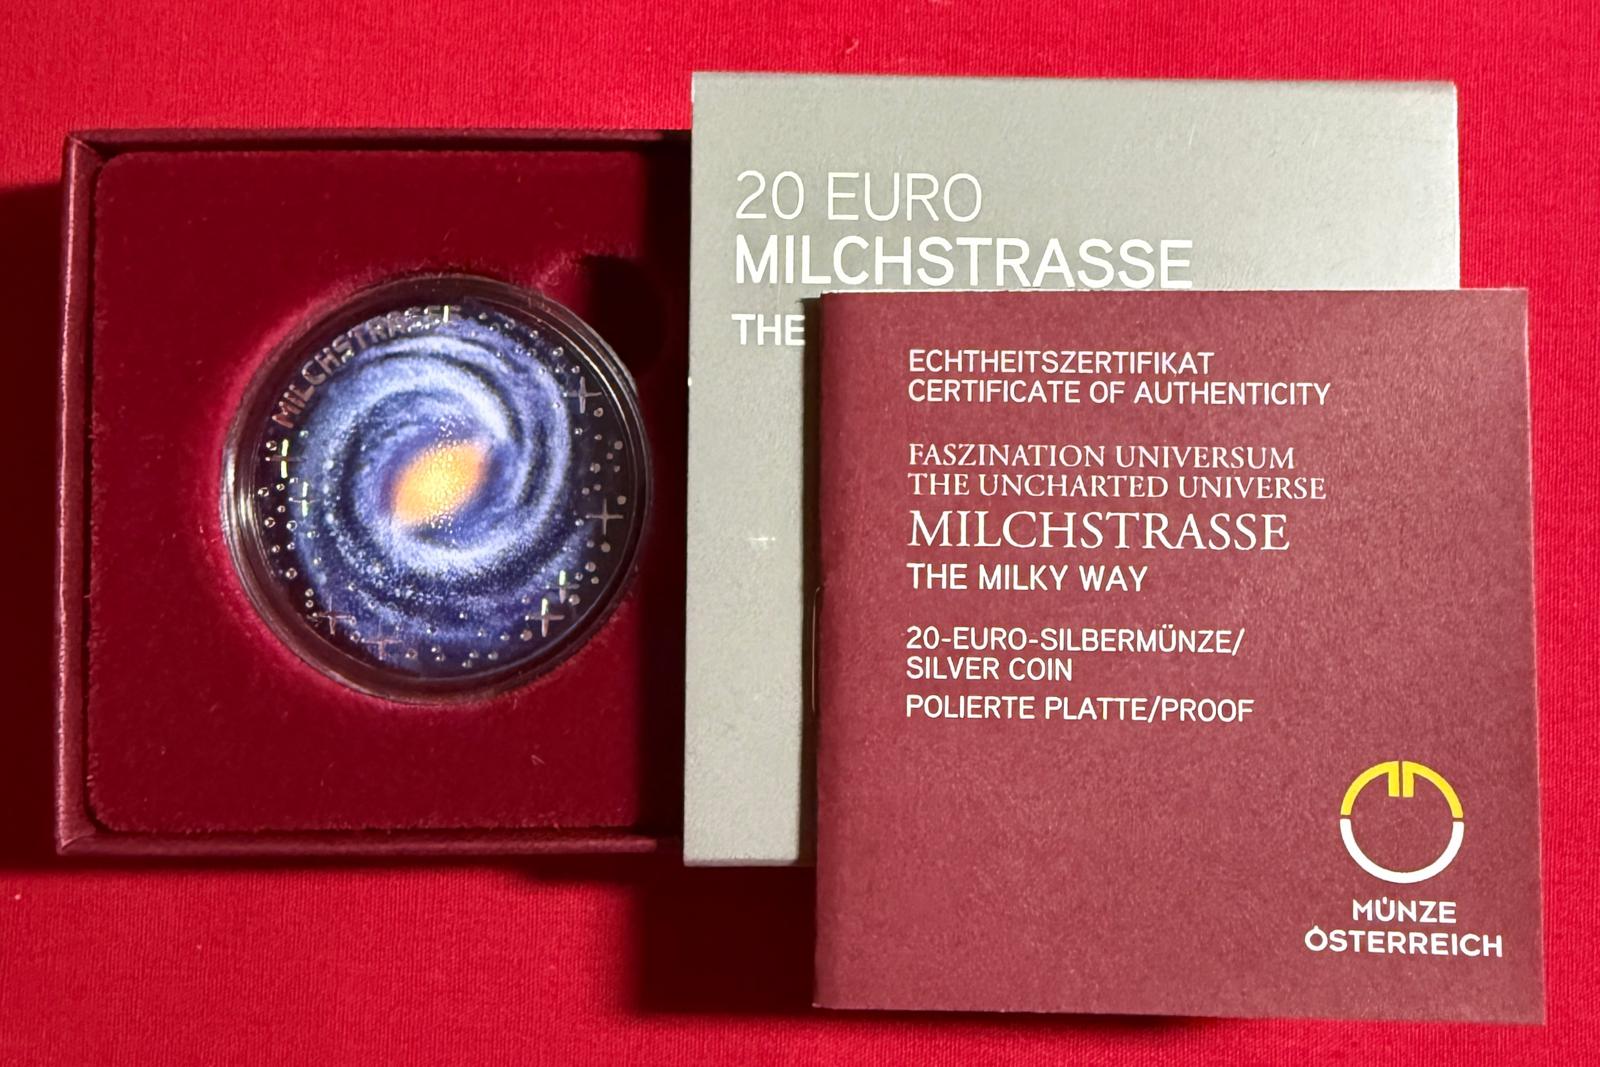 MILCHSTRASSE
20 EURO
MILCHSTRASSE
THE
ECHTHEITSZERTIFIKAT
CERTIFICATE OF AUTHENTICITY
FASZINATION UNIVERSUM
THE UNCHARTED UNIVERSE
MILCHSTRASSE
THE MILKY WAY
20-EURO-SILBERMÜNZE/
SILVER COIN
POLIERTE PLATTE/PROOF
MÜNZE
ÖSTERREICH